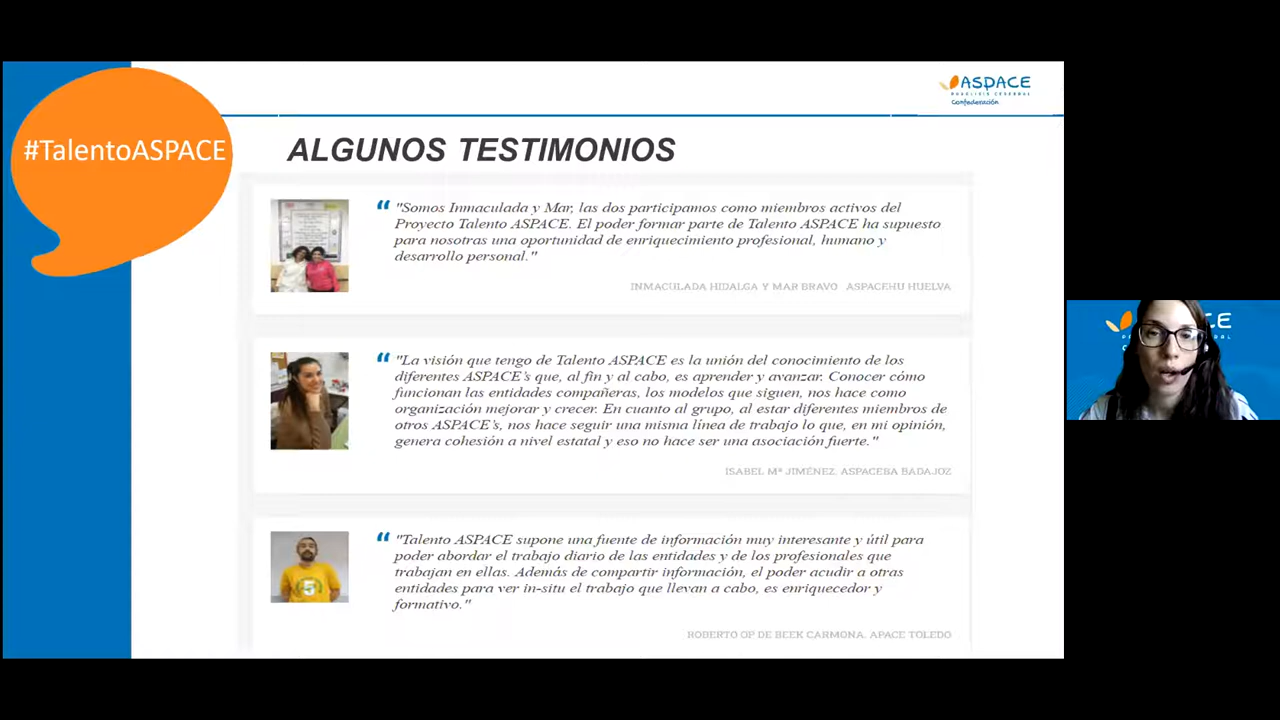 #TalentoASPACE
ASPACE
PARÁLISIS CEREBRAL
Confederación
ALGUNOS TESTIMONIOS
"Somos Inmaculada y Mar, las dos participamos como miembros activos del
Proyecto Talento ASPACE. El poder formar parte de Talento ASPACE ha supuesto
para nosotras una oportunidad de enriquecimiento profesional, humano y
desarrollo personal."
INMACULADA HIDALGA Y MAR BRAVO ASPACEHU HUELVA
"La visión que tengo de Talento ASPACE es la unión del conocimiento de los
diferentes ASPACE's que, al fin y al cabo, es aprender y avanzar. Conocer cómo
funcionan las entidades compañeras, los modelos que siguen, nos hace como
organización mejorar y crecer. En cuanto al grupo, al estar diferentes miembros de
otros ASPACE's, nos hace seguir una misma línea de trabajo lo que, en mi opinión,
genera cohesión a nivel estatal y eso no hace ser una asociación fuerte."
ISABEL Mª JIMÉNEZ. ASPACEBA BADAJOZ
"Talento ASPACE supone una fuente de información muy interesante y útil para
poder abordar el trabajo diario de las entidades y de los profesionales que
trabajan en ellas. Además de compartir información, el poder acudir a otras
entidades para ver in-situ el trabajo que llevan a cabo, es enriquecedor y
formativo."
ROBERTO OP DE BEEK CARMONA. APACE TOLEDO